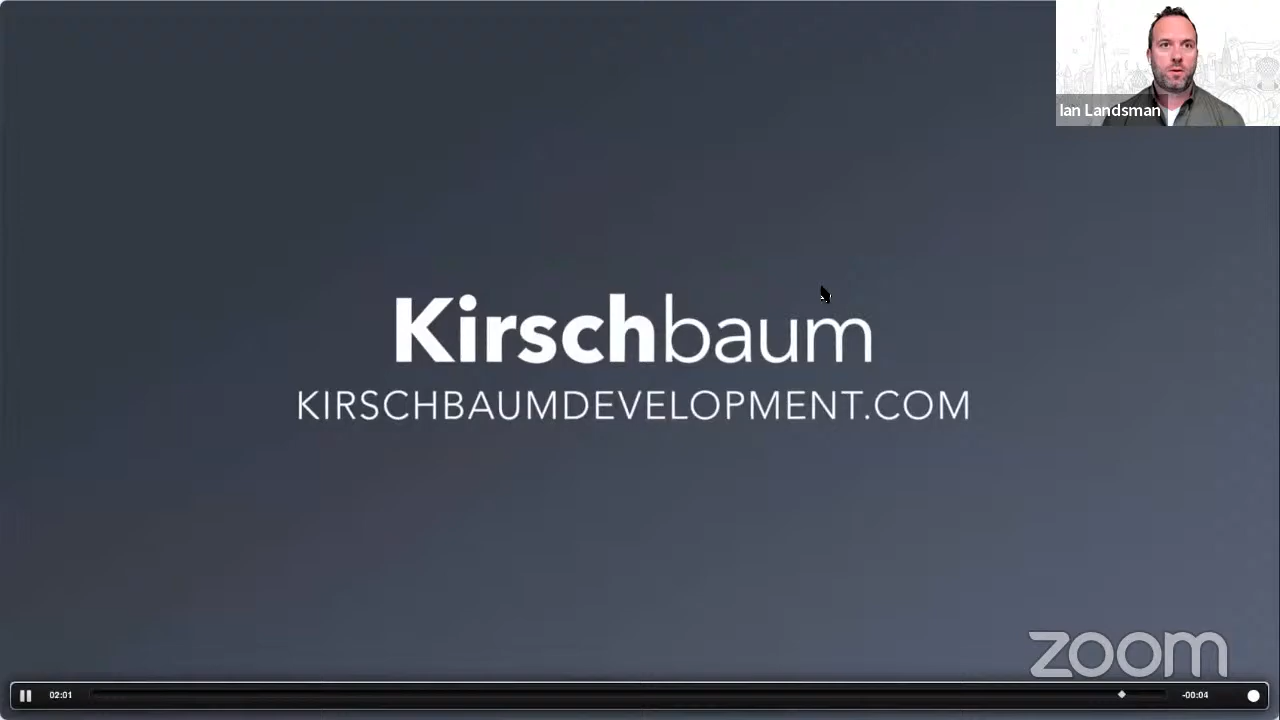 Ian Landsman
Kirschbaum
KIRSCHBAUMDEVELOPMENT.COM
zoom
02:01
-00:04